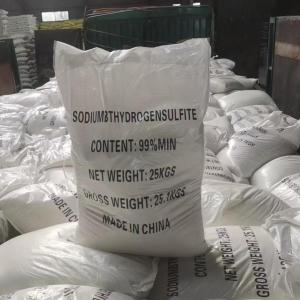 SODIUMBTHYDROGENSULFITE
CONTENT: 99%MIN
NET WEIGHT: 25KGS
GROSS WEIGHT: 25.1KGS
MADE IN CHINA